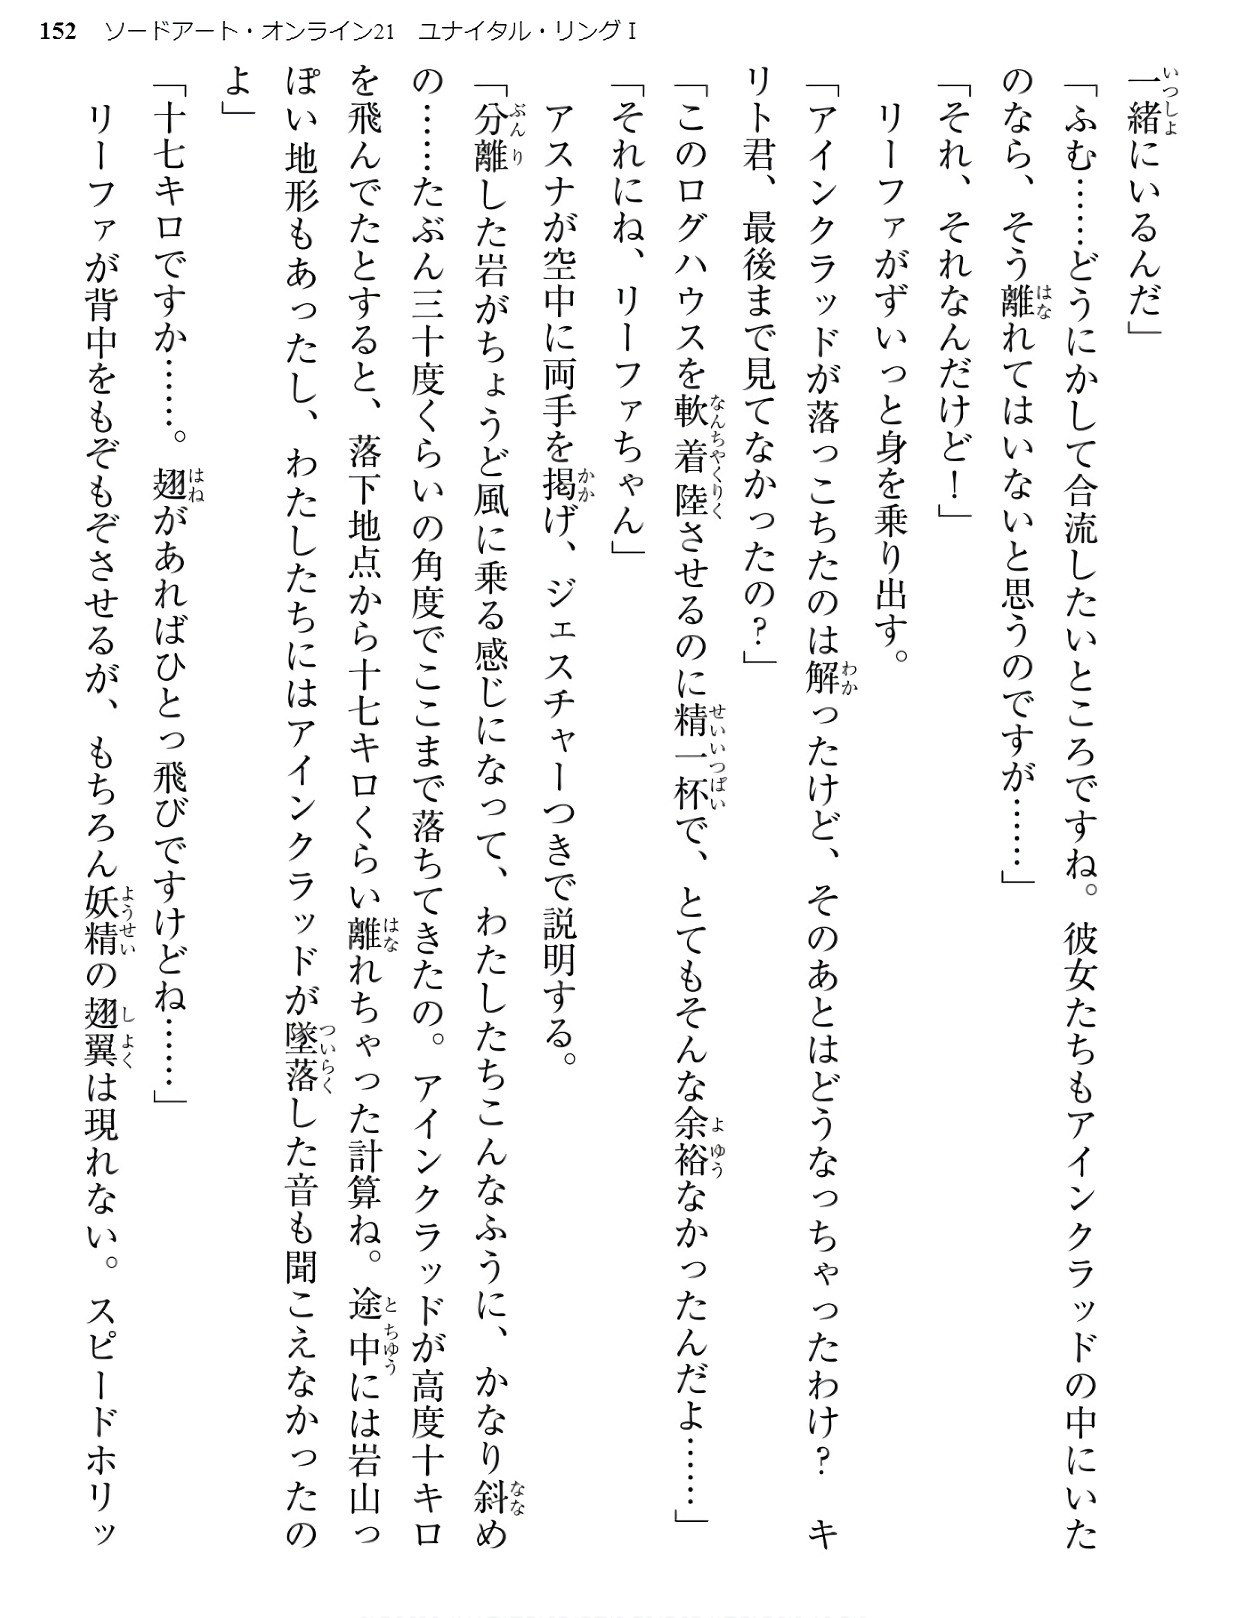 152 ソードアート・オンライン21 ユナイタル・リングⅠ
一緒にいるんだ」
「ふむ……どうにかして合流したいところですね。彼女たちもアインクラッドの中にいた
のなら、そう離れてはいないと思うのですが……」
「それ、それなんだけど！」
　リーファがずいっと身を乗り出す。
「アインクラッドが落っこちたのは解ったけど、そのあとはどうなっちゃったわけ？　キ
リト君、最後まで見てなかったの？」
「このログハウスを軟着陸させるのに精一杯で、とてもそんな余裕なかったんだよ……」
「それにね、リーファちゃん」
　アスナが空中に両手を掲げ、ジェスチャーつきで説明する。
「分離した岩がちょうど風に乗る感じになって、わたしたちこんなふうに、かなり斜め
の……たぶん三十度くらいの角度でここまで落ちてきたの。アインクラッドが高度十キロ
を飛んでたとすると、落下地点から十七キロくらい離れちゃった計算ね。途中には岩山っ
ぽい地形もあったし、わたしたちにはアインクラッドが墜落した音も聞こえなかったの
よ」
「十七キロですか……。翅があればひとっ飛びですけどね……」
　リーファが背中をもぞもぞさせるが、もちろん妖精の翅翼は現れない。スピードホリッ